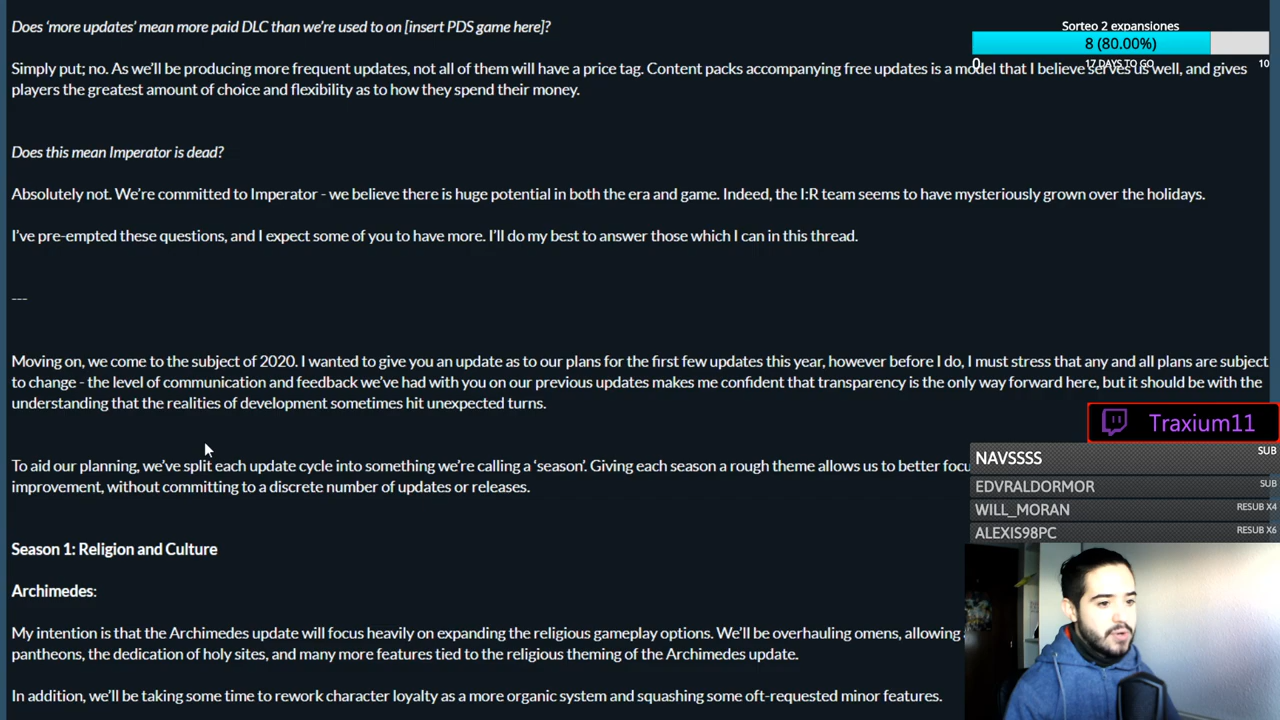 Does ‘more updates’ mean more paid DLC than we’re used to on [insert PDS game here]?
Sorteo 2 expansiones
8 (80.00%)
0
17 DAYS TO GO
10
Simply put; no. As we’ll be producing more frequent updates, not all of them will have a price tag. Content packs accompanying free updates is a model that I believe serves us well, and gives
players the greatest amount of choice and flexibility as to how they spend their money.
Does this mean Imperator is dead?
Absolutely not. We’re committed to Imperator - we believe there is huge potential in both the era and game. Indeed, the I:R team seems to have mysteriously grown over the holidays.
I’ve pre-empted these questions, and I expect some of you to have more. I’ll do my best to answer those which I can in this thread.
---
Moving on, we come to the subject of 2020. I wanted to give you an update as to our plans for the first few updates this year, however before I do, I must stress that any and all plans are subject
to change - the level of communication and feedback we’ve had with you on our previous updates makes me confident that transparency is the only way forward here, but it should be with the
understanding that the realities of development sometimes hit unexpected turns.
Traxium11
To aid our planning, we’ve split each update cycle into something we’re calling a ‘season’. Giving each season a rough theme allows us to better focu
improvement, without committing to a discrete number of updates or releases.
NAVSSSS SUB
EDVRALDORMOR SUB
WILL_MORAN RESUB X4
ALEXIS98PC RESUB X6
Season 1: Religion and Culture
Archimedes:
My intention is that the Archimedes update will focus heavily on expanding the religious gameplay options. We’ll be overhauling omens, allowing
pantheons, the dedication of holy sites, and many more features tied to the religious theming of the Archimedes update.
In addition, we’ll be taking some time to rework character loyalty as a more organic system and squashing some oft-requested minor features.